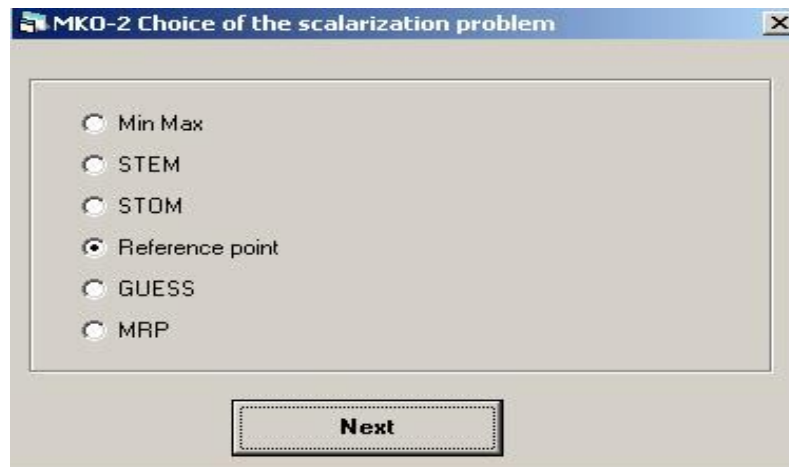 MKO-2 Choice of the scalarization problem
Min Max
STEM
STOM
Reference point
GUESS
MRP
Next